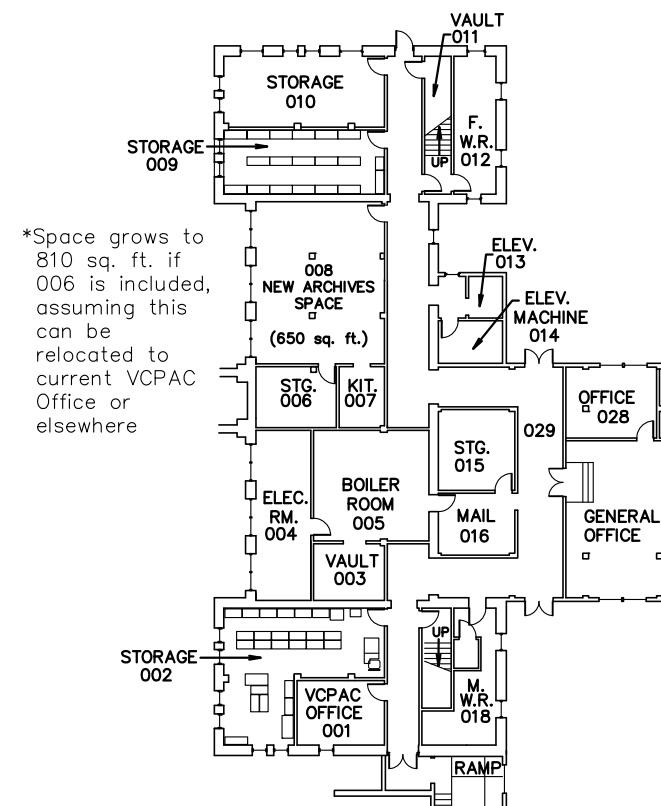 VAULT
011
STORAGE
010
F.
W.R.
012
STORAGE
009
UP
*Space grows to
810 sq. ft. if
006 is included,
assuming this
can be
relocated to
current VCPAC
Office or
elsewhere
008
NEW ARCHIVES
SPACE
(650 sq. ft.)
ELEV.
013
ELEV.
MACHINE
014
STG.
006
KIT.
007
OFFICE
028
029
STG.
015
ELEC.
RM.
004
BOILER
ROOM
005
MAIL
016
GENERAL
OFFICE
VAULT
003
STORAGE
002
UP
VCPAC
OFFICE
001
M.
W.R.
018
RAMP